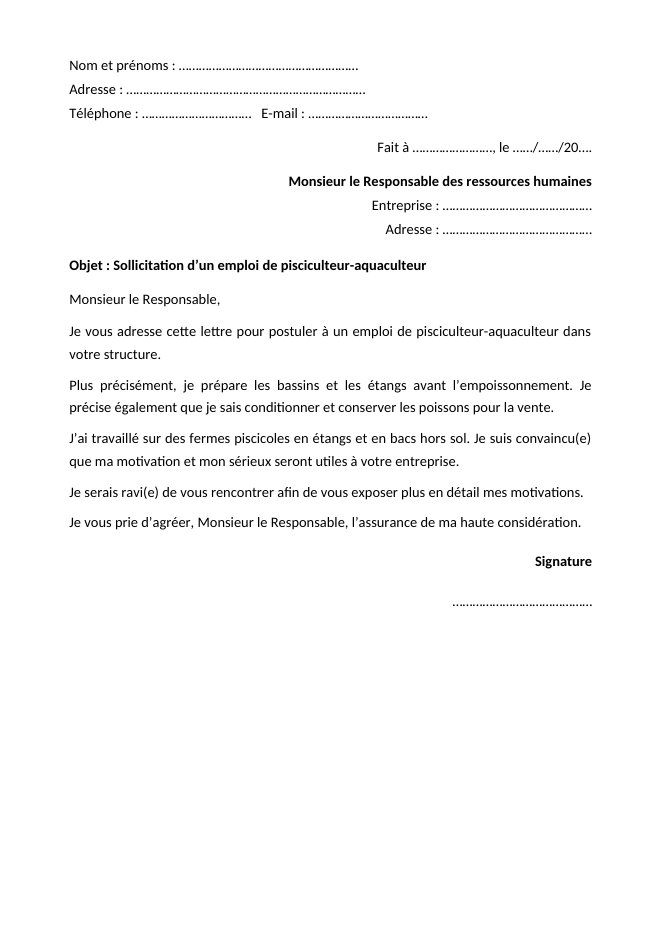 Nom et prénoms : ……………………………………………….
Adresse : ……………………………………………………………….
Téléphone : ……………………………  E-mail : ………………………………
Fait à ……………………., le ……/……/20….
Monsieur le Responsable des ressources humaines
Entreprise : ………………………………………
Adresse : ………………………………………
Objet : Sollicitation d’un emploi de pisciculteur-aquaculteur
Monsieur le Responsable,
Je vous adresse cette lettre pour postuler à un emploi de pisciculteur-aquaculteur dans
votre structure.
Plus précisément, je prépare les bassins et les étangs avant l’empoissonnement. Je
précise également que je sais conditionner et conserver les poissons pour la vente.
J’ai travaillé sur des fermes piscicoles en étangs et en bacs hors sol. Je suis convaincu(e)
que ma motivation et mon sérieux seront utiles à votre entreprise.
Je serais ravi(e) de vous rencontrer afin de vous exposer plus en détail mes motivations.
Je vous prie d’agréer, Monsieur le Responsable, l’assurance de ma haute considération.
Signature
……………………………………